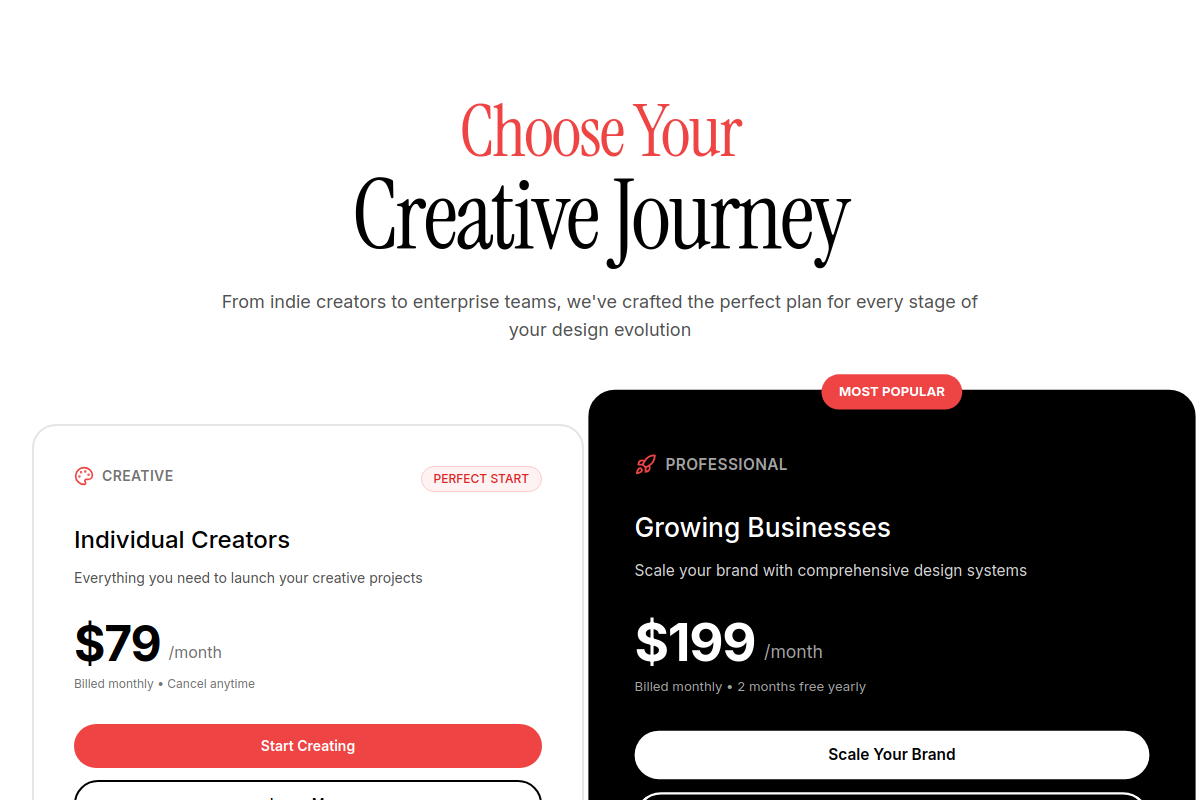 Choose Your
Creative Journey
From indie creators to enterprise teams, we've crafted the perfect plan for every stage of
your design evolution
CREATIVE
PERFECT START
Individual Creators
Everything you need to launch your creative projects
$79 /month
Billed monthly • Cancel anytime
Start Creating
MOST POPULAR
PROFESSIONAL
Growing Businesses
Scale your brand with comprehensive design systems
$199 /month
Billed monthly • 2 months free yearly
Scale Your Brand